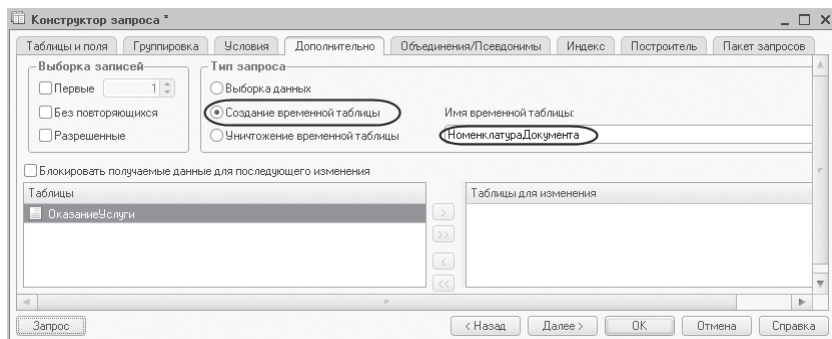 Конструктор запроса *
Таблицы и поля Группировка Условия Дополнительно Объединения/Псевдонимы Индекс Построитель Пакет запросов
Выборка записей Тип запроса
Первые 1 Выборка данных
Без повторяющихся Создание временной таблицы Имя временной таблицы:
Разрешенные Уничтожение временной таблицы НоменклатураДокумента
Блокировать получаемые данные для последующего изменения
Таблицы Таблицы для изменения
ОказаниеУслуги
>
>>
<
<<
Запрос < Назад Далее > OK Отмена Справка